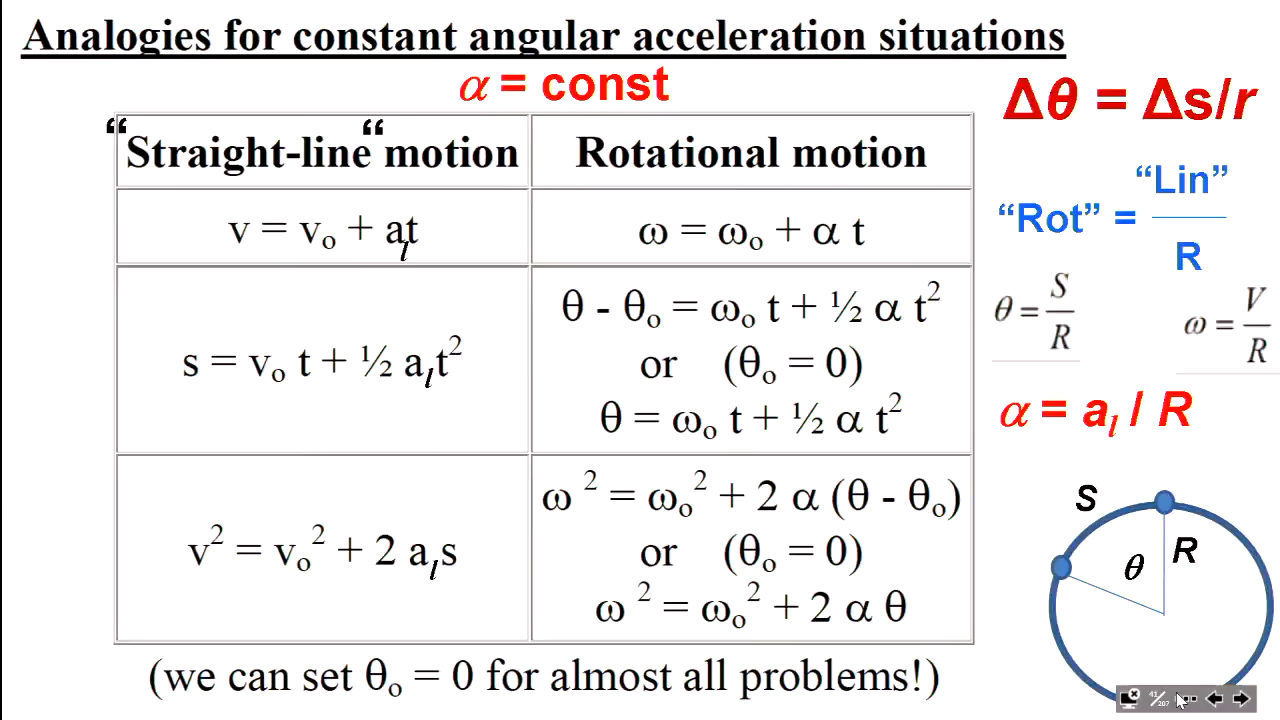 Analogies for constant angular acceleration situations
α = const
“Straight-line“ motion
Rotational motion
v = vₒ + aₗt
ω = ωₒ + α t
s = vₒ t + ½ aₗt²
θ - θₒ = ωₒ t + ½ α t²
or (θₒ = 0)
θ = ωₒ t + ½ α t²
v² = vₒ² + 2 aₗs
ω ² = ωₒ² + 2 α (θ - θₒ)
or (θₒ = 0)
ω ² = ωₒ² + 2 α θ
(we can set θₒ = 0 for almost all problems!)
Δθ = Δs/r
“Rot” = “Lin” / R
θ = S / R
ω = V / R
α = aₗ / R
S
R
θ
41/207